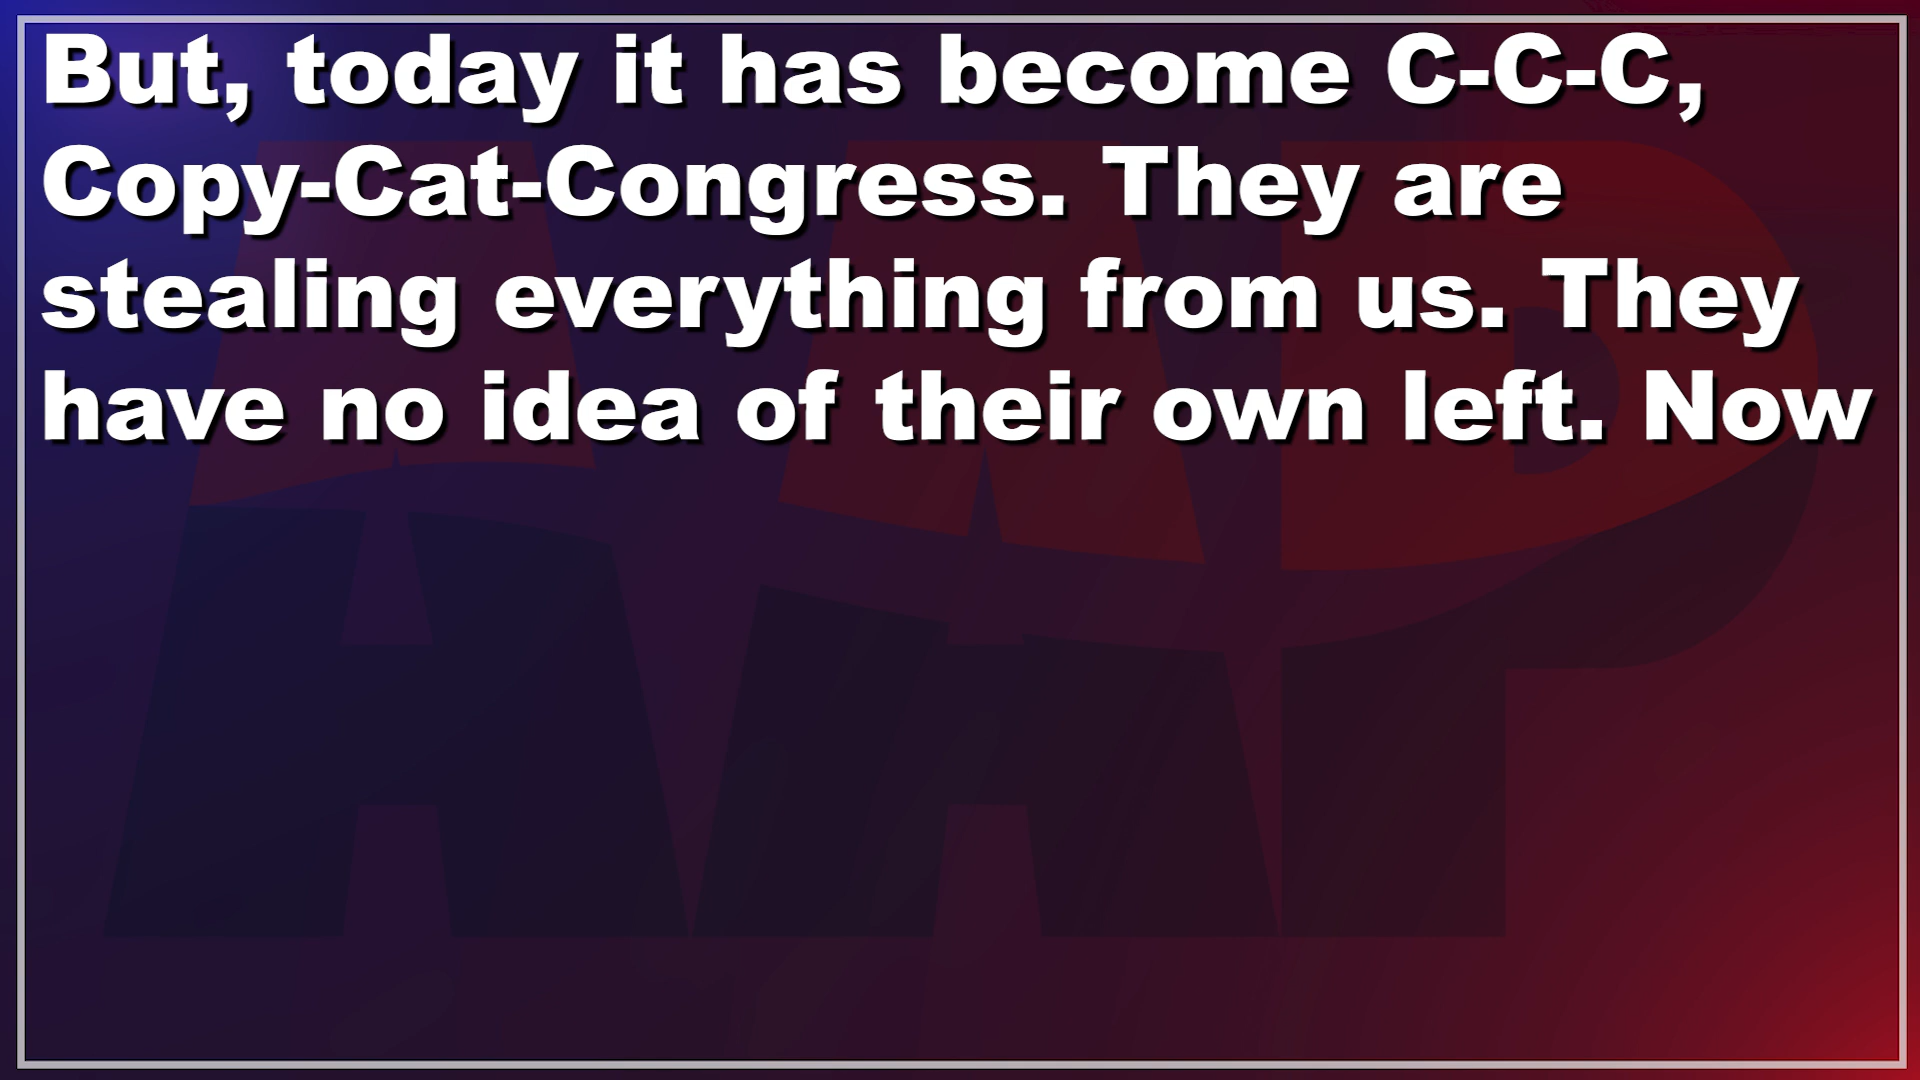 But, today it has become C-C-C,
Copy-Cat-Congress. They are
stealing everything from us. They
have no idea of their own left. Now
AAP